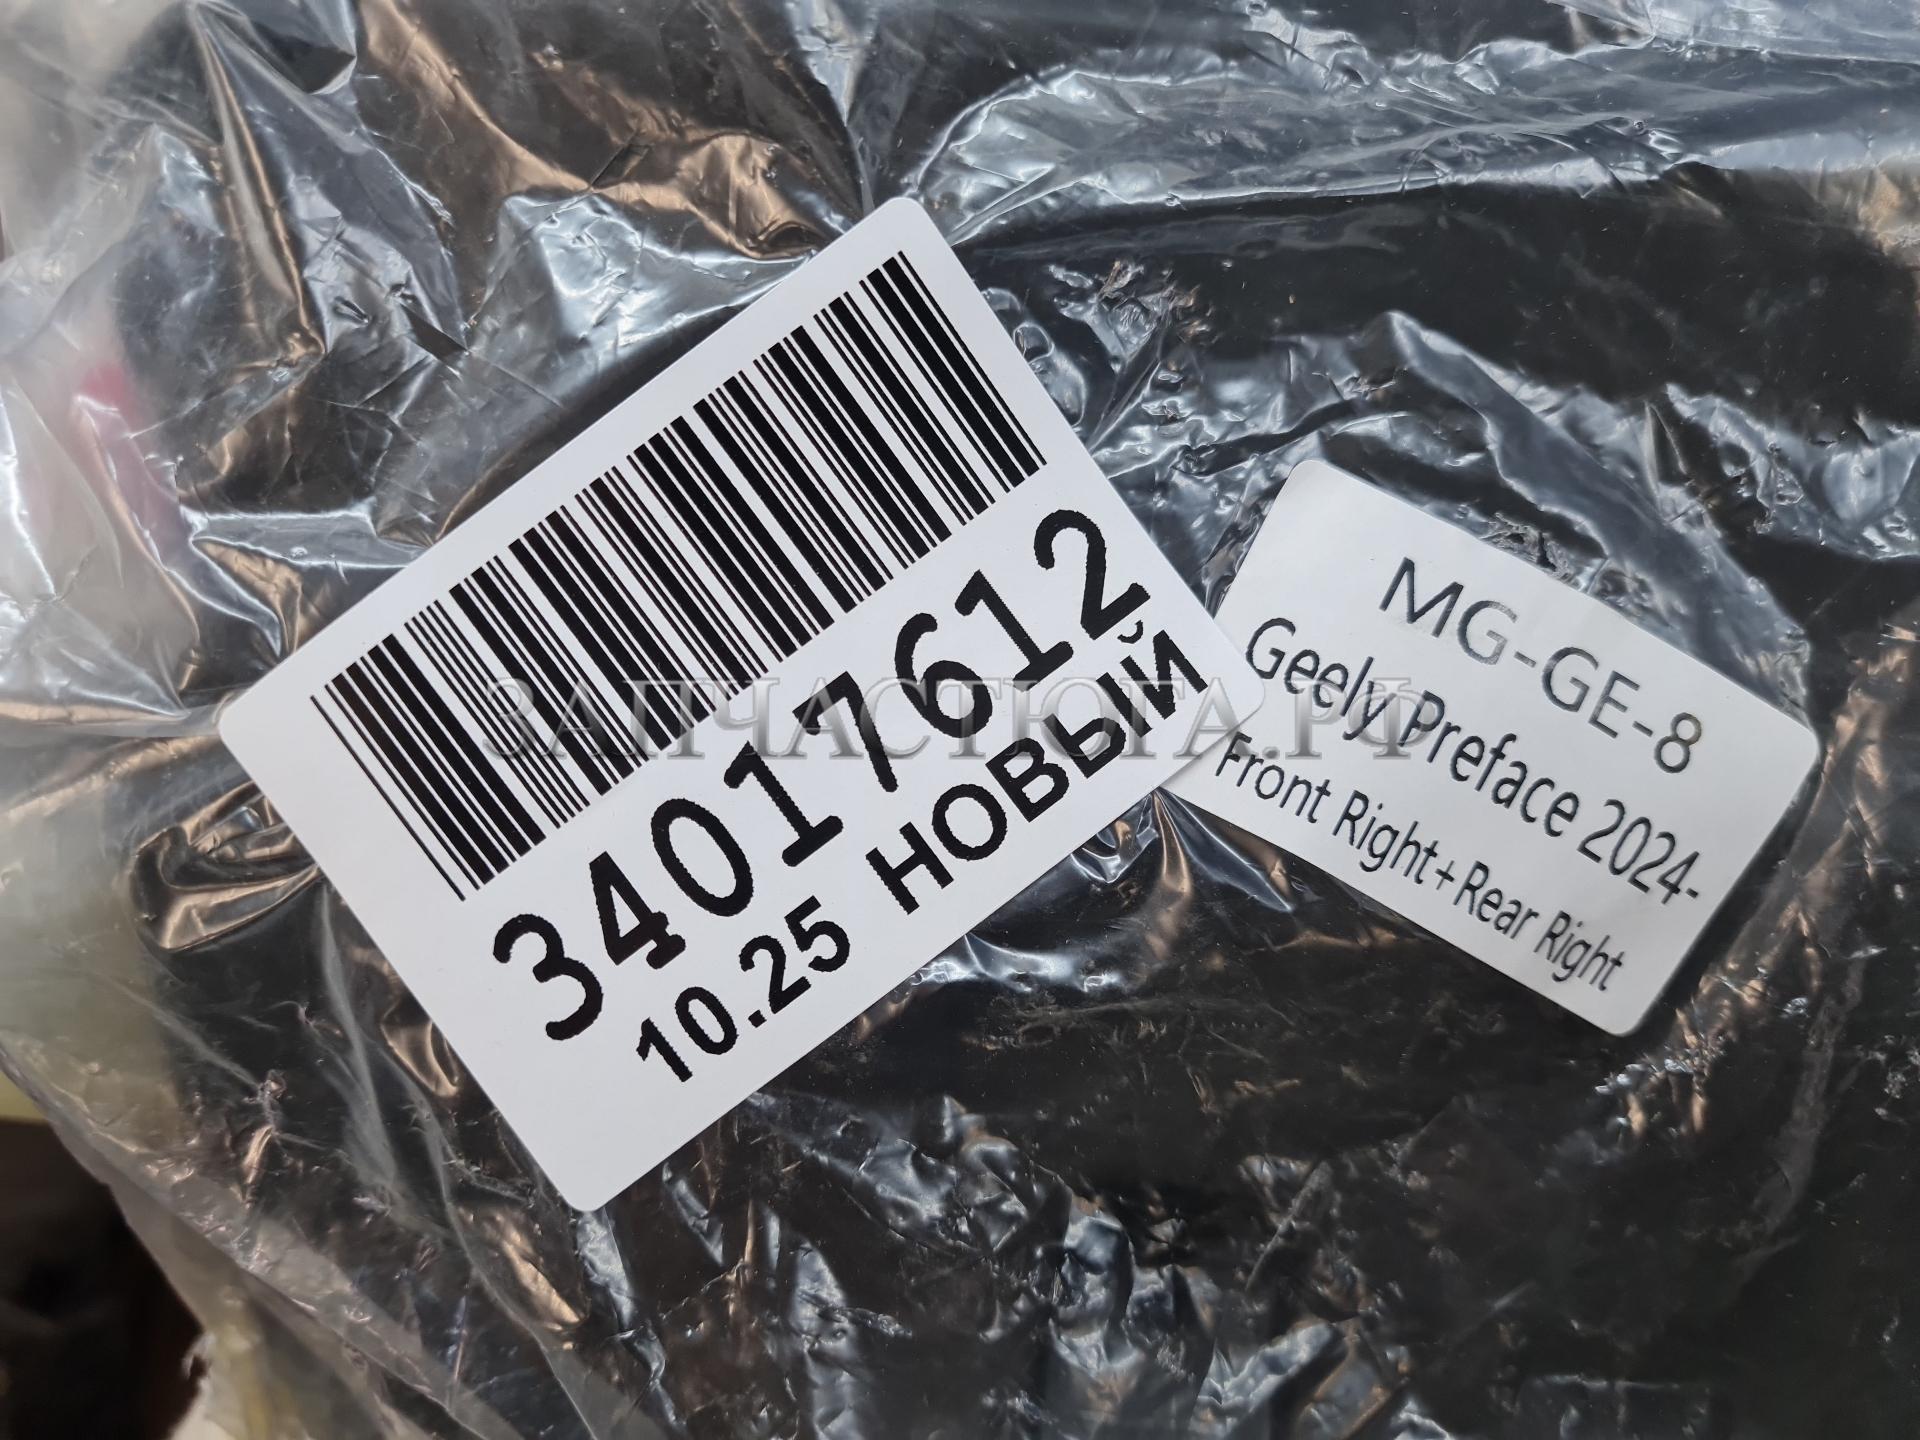 34017612
10.25 НОВЫЙ
MG-GE-8
Geely Preface 2024-
Front Right+Rear Right
ЗАПЧАСТЮГА.РФ